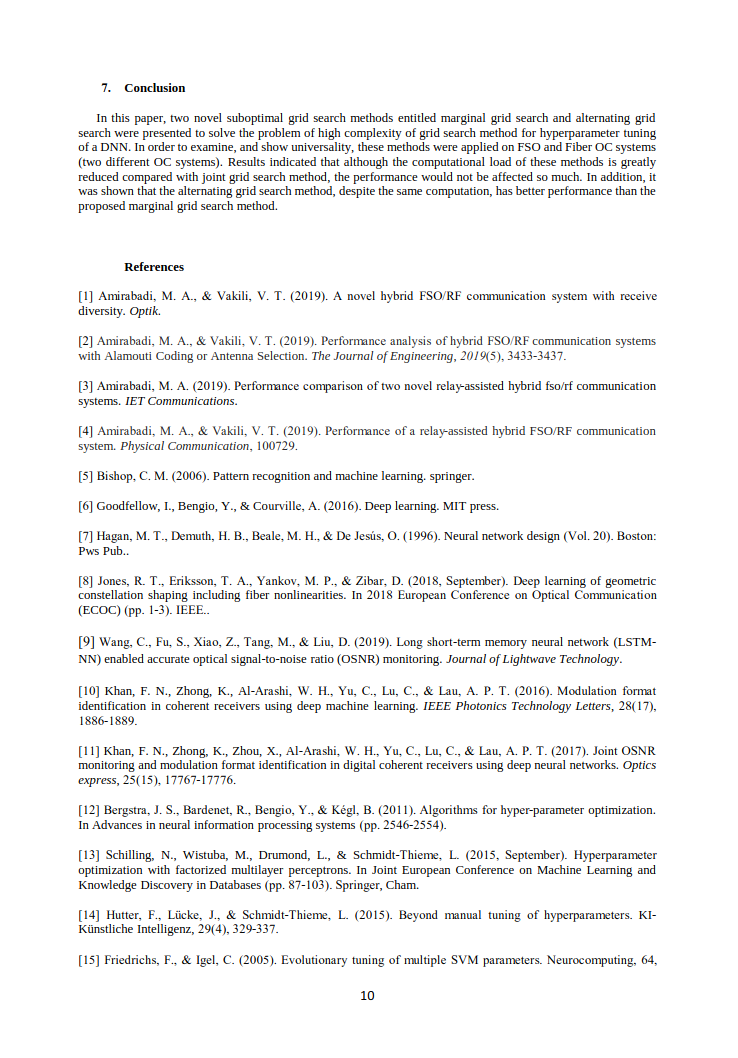 7. Conclusion
In this paper, two novel suboptimal grid search methods entitled marginal grid search and alternating grid
search were presented to solve the problem of high complexity of grid search method for hyperparameter tuning
of a DNN. In order to examine, and show universality, these methods were applied on FSO and Fiber OC systems
(two different OC systems). Results indicated that although the computational load of these methods is greatly
reduced compared with joint grid search method, the performance would not be affected so much. In addition, it
was shown that the alternating grid search method, despite the same computation, has better performance than the
proposed marginal grid search method.
References
[1] Amirabadi, M. A., & Vakili, V. T. (2019). A novel hybrid FSO/RF communication system with receive
diversity. Optik.
[2] Amirabadi, M. A., & Vakili, V. T. (2019). Performance analysis of hybrid FSO/RF communication systems
with Alamouti Coding or Antenna Selection. The Journal of Engineering, 2019(5), 3433-3437.
[3] Amirabadi, M. A. (2019). Performance comparison of two novel relay-assisted hybrid fso/rf communication
systems. IET Communications.
[4] Amirabadi, M. A., & Vakili, V. T. (2019). Performance of a relay-assisted hybrid FSO/RF communication
system. Physical Communication, 100729.
[5] Bishop, C. M. (2006). Pattern recognition and machine learning. springer.
[6] Goodfellow, I., Bengio, Y., & Courville, A. (2016). Deep learning. MIT press.
[7] Hagan, M. T., Demuth, H. B., Beale, M. H., & De Jesús, O. (1996). Neural network design (Vol. 20). Boston:
Pws Pub..
[8] Jones, R. T., Eriksson, T. A., Yankov, M. P., & Zibar, D. (2018, September). Deep learning of geometric
constellation shaping including fiber nonlinearities. In 2018 European Conference on Optical Communication
(ECOC) (pp. 1-3). IEEE..
[9] Wang, C., Fu, S., Xiao, Z., Tang, M., & Liu, D. (2019). Long short-term memory neural network (LSTM-
NN) enabled accurate optical signal-to-noise ratio (OSNR) monitoring. Journal of Lightwave Technology.
[10] Khan, F. N., Zhong, K., Al-Arashi, W. H., Yu, C., Lu, C., & Lau, A. P. T. (2016). Modulation format
identification in coherent receivers using deep machine learning. IEEE Photonics Technology Letters, 28(17),
1886-1889.
[11] Khan, F. N., Zhong, K., Zhou, X., Al-Arashi, W. H., Yu, C., Lu, C., & Lau, A. P. T. (2017). Joint OSNR
monitoring and modulation format identification in digital coherent receivers using deep neural networks. Optics
express, 25(15), 17767-17776.
[12] Bergstra, J. S., Bardenet, R., Bengio, Y., & Kégl, B. (2011). Algorithms for hyper-parameter optimization.
In Advances in neural information processing systems (pp. 2546-2554).
[13] Schilling, N., Wistuba, M., Drumond, L., & Schmidt-Thieme, L. (2015, September). Hyperparameter
optimization with factorized multilayer perceptrons. In Joint European Conference on Machine Learning and
Knowledge Discovery in Databases (pp. 87-103). Springer, Cham.
[14] Hutter, F., Lücke, J., & Schmidt-Thieme, L. (2015). Beyond manual tuning of hyperparameters. KI-
Künstliche Intelligenz, 29(4), 329-337.
[15] Friedrichs, F., & Igel, C. (2005). Evolutionary tuning of multiple SVM parameters. Neurocomputing, 64,
10